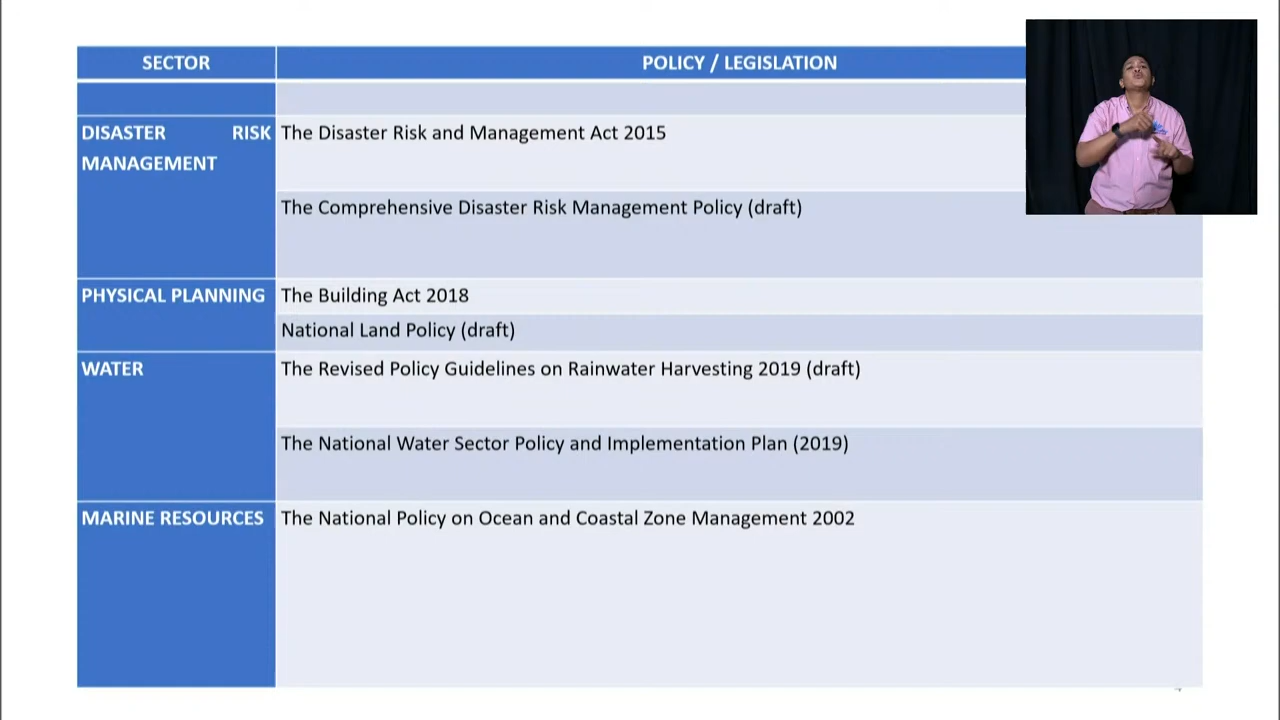 SECTOR
POLICY / LEGISLATION
DISASTER RISK
MANAGEMENT
The Disaster Risk and Management Act 2015
The Comprehensive Disaster Risk Management Policy (draft)
PHYSICAL PLANNING
The Building Act 2018
National Land Policy (draft)
WATER
The Revised Policy Guidelines on Rainwater Harvesting 2019 (draft)
The National Water Sector Policy and Implementation Plan (2019)
MARINE RESOURCES
The National Policy on Ocean and Coastal Zone Management 2002